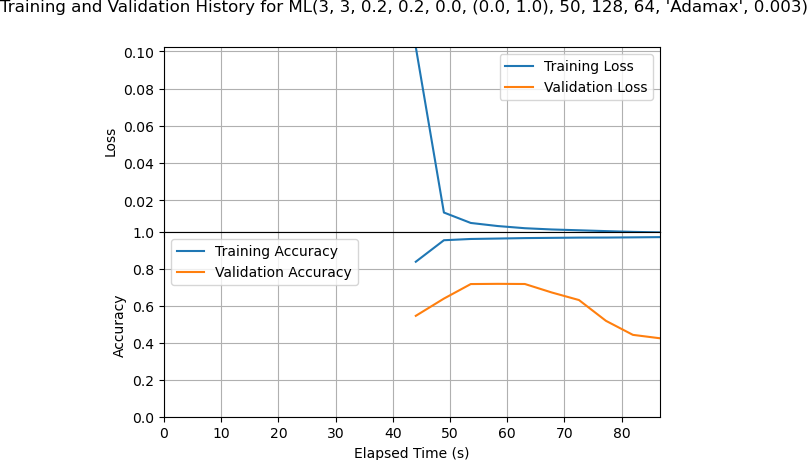 Training and Validation History for ML(3, 3, 0.2, 0.2, 0.0, (0.0, 1.0), 50, 128, 64, 'Adamax', 0.003)
0.10
0.08
0.06
0.04
0.02
Loss
Training Loss
Validation Loss
1.0
0.8
0.6
0.4
0.2
0.0
Accuracy
Training Accuracy
Validation Accuracy
0 10 20 30 40 50 60 70 80
Elapsed Time (s)